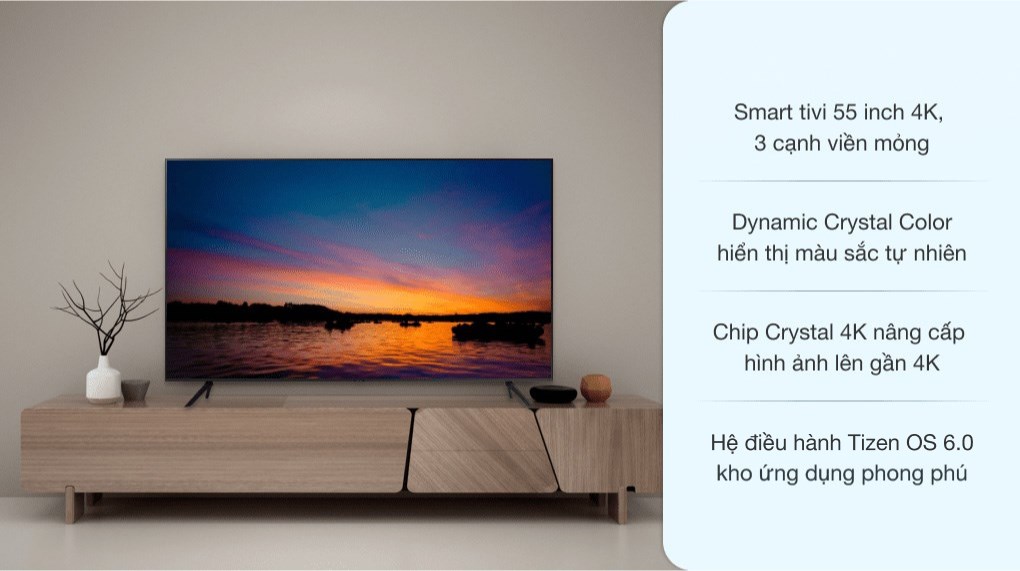 Smart tivi 55 inch 4K,
3 cạnh viền mỏng
Dynamic Crystal Color
hiển thị màu sắc tự nhiên
Chip Crystal 4K nâng cấp
hình ảnh lên gần 4K
Hệ điều hành Tizen OS 6.0
kho ứng dụng phong phú